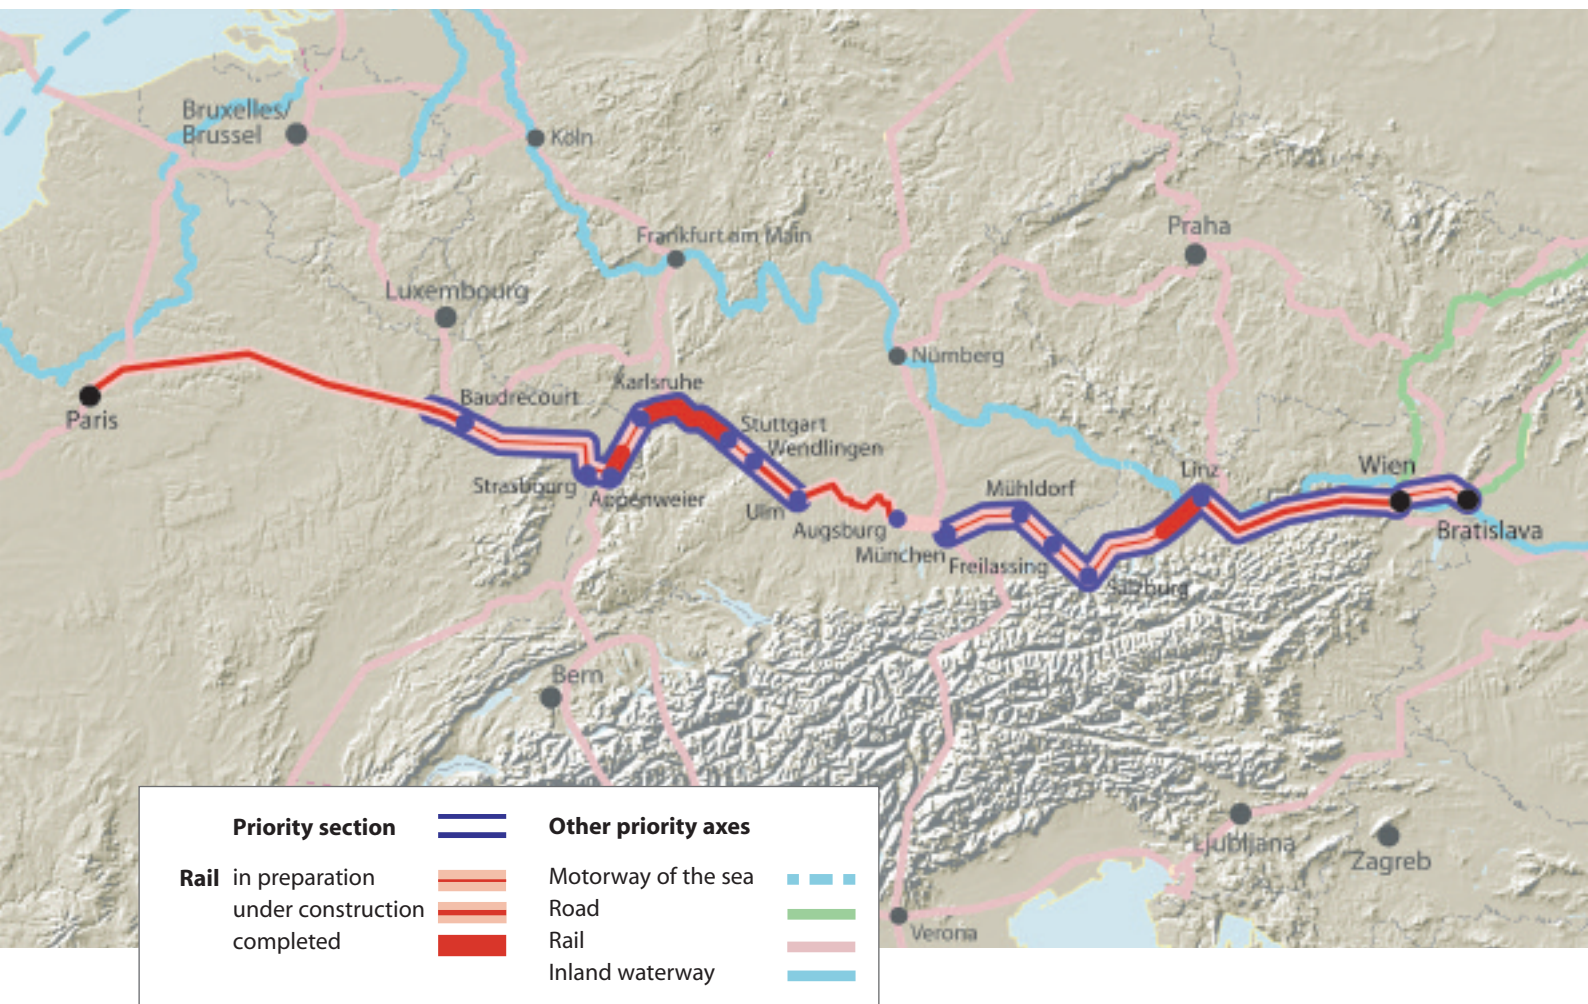 Bruxelles/
Brussel
Köln
Praha
Frankfurt am Main
Luxembourg
Nürnberg
Karlsruhe
Baudrecourt
Paris
Stuttgart
Wendlingen
Wien
Linz
Strasbourg
Appenweier
Mühldorf
Ulm
Augsburg
Bratislava
München
Freilassing
Salzburg
Bern
Ljubljana
Zagreb
Verona
Priority section
Other priority axes
Rail in preparation
under construction
completed
Motorway of the sea
Road
Rail
Inland waterway